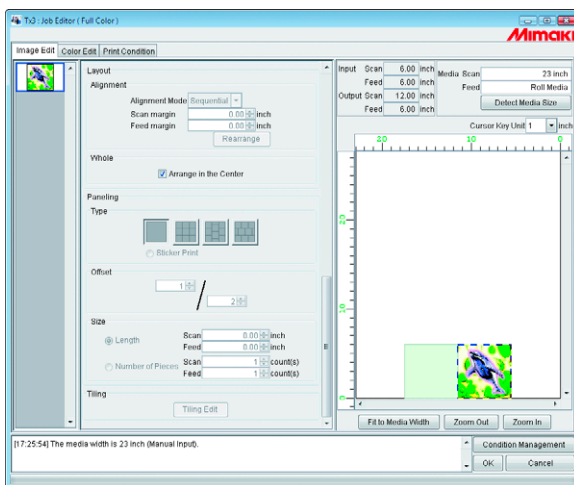 Tx3 : Job Editor ( Full Color )
Mimaki
Image Edit Color Edit Print Condition
Layout
Alignment
Alignment Mode Sequential
Scan margin 0.00 inch
Feed margin 0.00 inch
Rearrange
Whole
Arrange in the Center
Paneling
Type
Sticker Print
Offset
1 / 2
Size
Length
Scan 0.00 inch
Feed 0.00 inch
Number of Pieces
Scan 1 count(s)
Feed 1 count(s)
Tiling
Tiling Edit
Input Scan 6.00 inch
Feed 6.00 inch
Output Scan 12.00 inch
Feed 6.00 inch
Media Scan 23 inch
Feed Roll Media
Detect Media Size
Cursor Key Unit 1 inch
20 10 0
20
10
0
Fit to Media Width Zoom Out Zoom In
[17:25:54] The media width is 23 inch (Manual Input).
Condition Management
OK Cancel